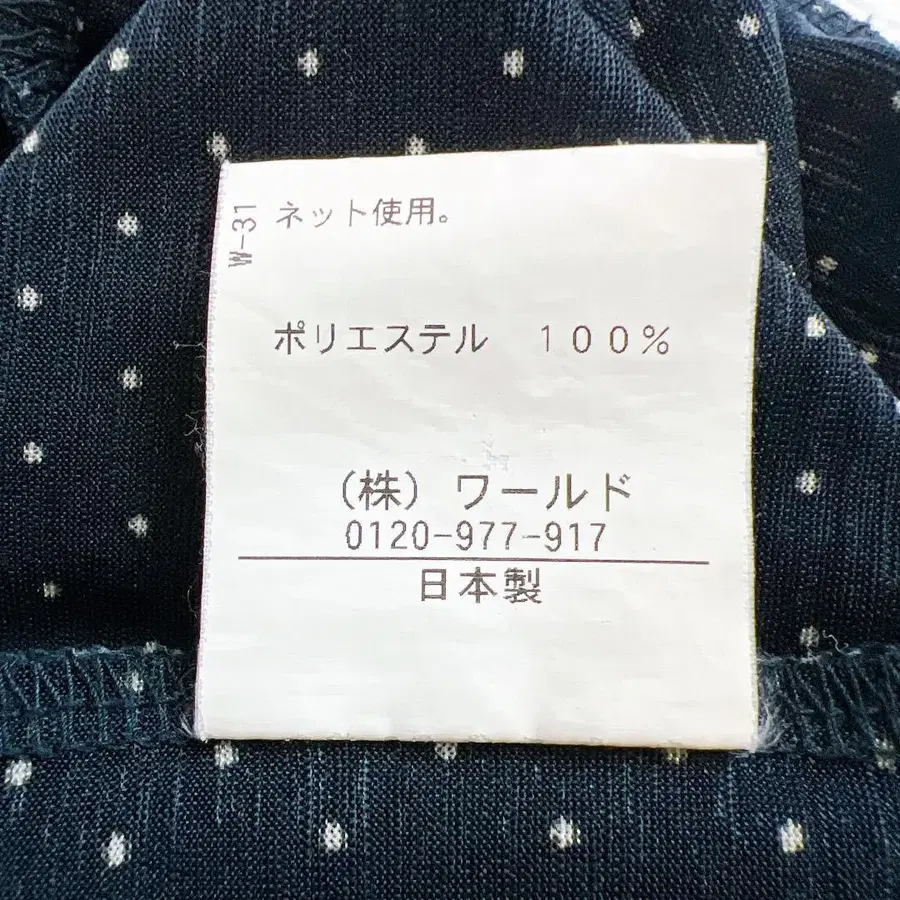 W-31
ネット使用。
ポリエステル　１００％
（株）ワールド
0120-977-917
日本製